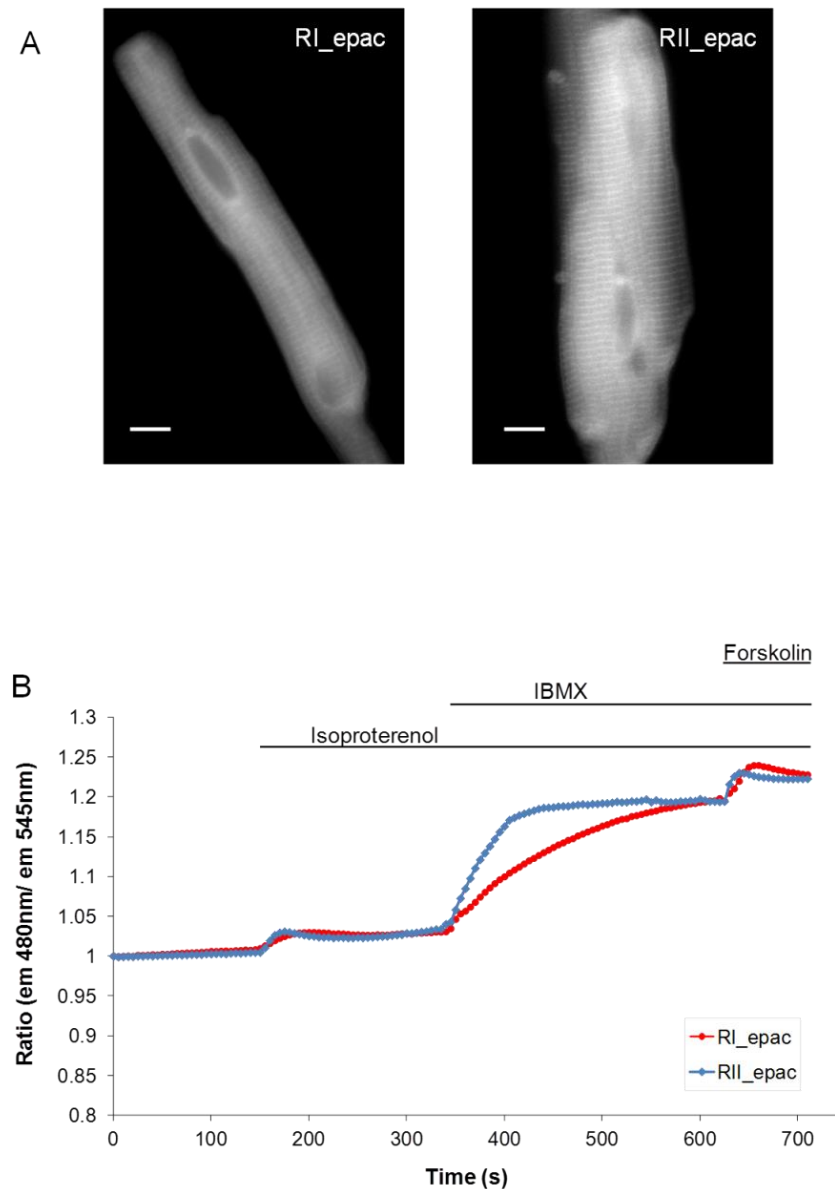 A
RI_epac
RII_epac
B
Forskolin
IBMX
Isoproterenol
1.3
1.25
1.2
1.15
1.1
1.05
1
0.95
0.9
0.85
0.8
Ratio (em 480nm/ em 545nm)
RI_epac
RII_epac
0 100 200 300 400 500 600 700
Time (s)